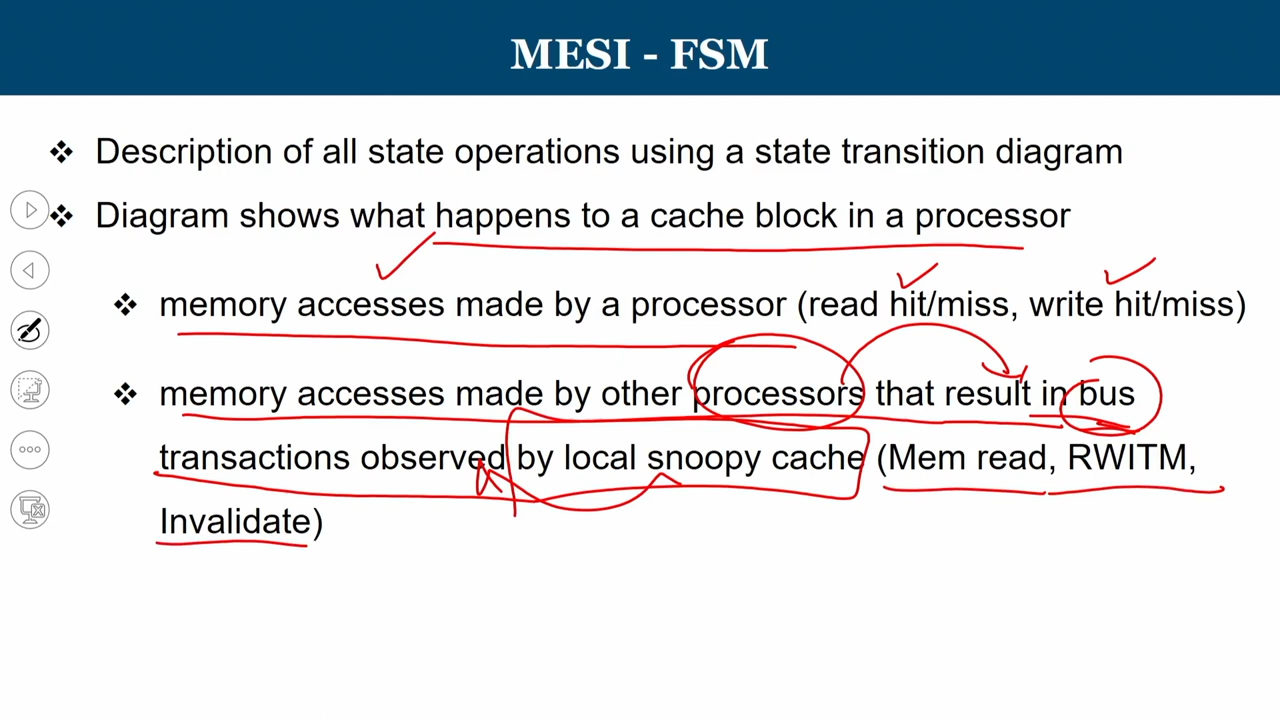 MESI - FSM
❖ Description of all state operations using a state transition diagram
❖ Diagram shows what happens to a cache block in a processor
❖ memory accesses made by a processor (read hit/miss, write hit/miss)
❖ memory accesses made by other processors that result in bus
transactions observed by local snoopy cache (Mem read, RWITM,
Invalidate)